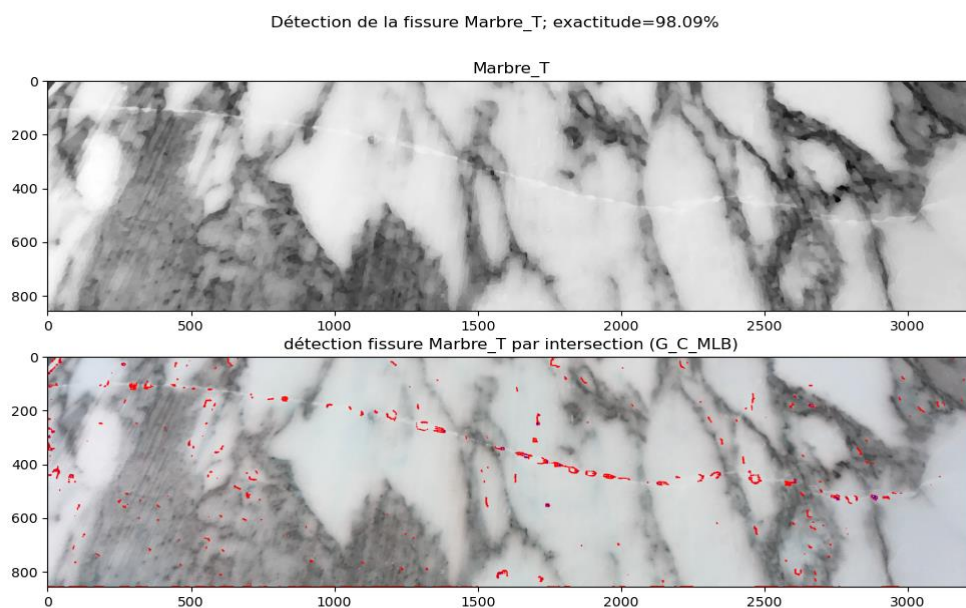 Détection de la fissure Marbre_T; exactitude=98.09%
Marbre_T
0
200
400
600
800
0 500 1000 1500 2000 2500 3000
détection fissure Marbre_T par intersection (G_C_MLB)
0
200
400
600
800
0 500 1000 1500 2000 2500 3000